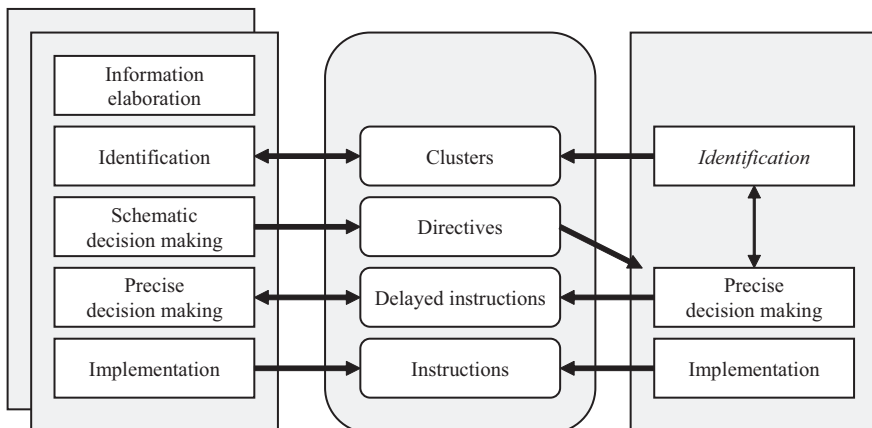 Information
elaboration
Identification
Schematic
decision making
Precise
decision making
Implementation
Clusters
Directives
Delayed instructions
Instructions
Identification
Precise
decision making
Implementation